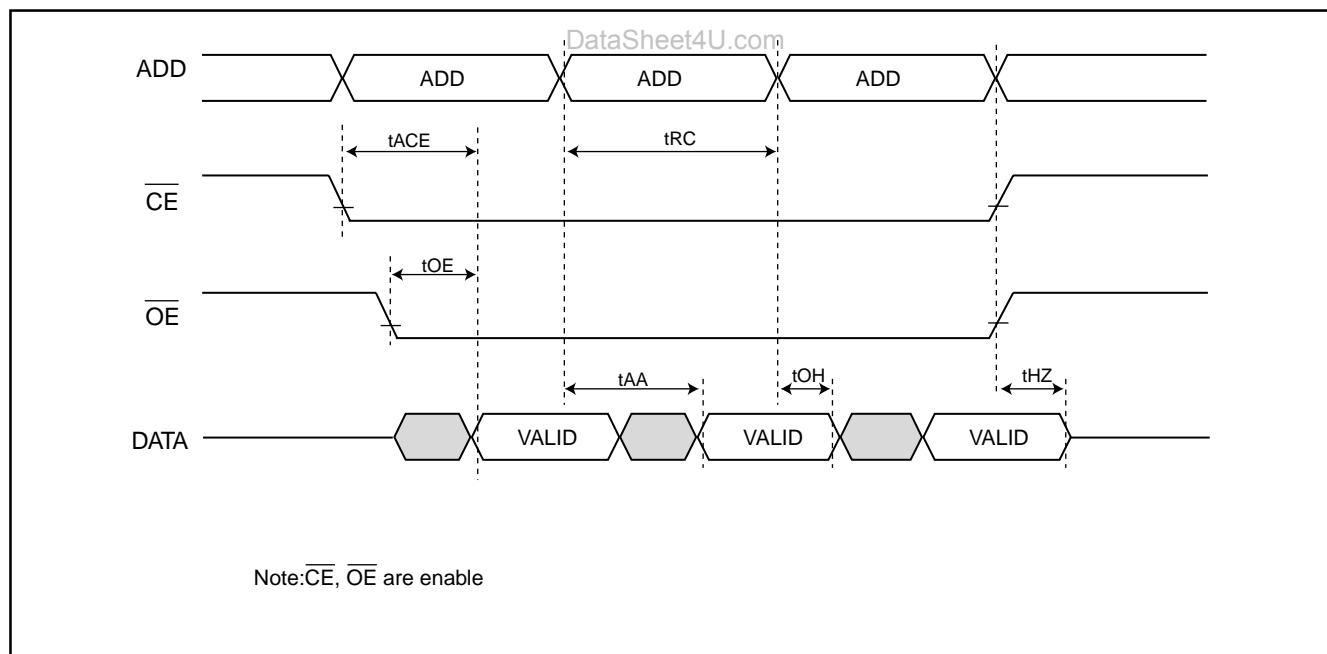 DataSheet4U.com
ADD ADD ADD ADD
tACE tRC
CE
tOE
OE
tAA tOH tHZ
DATA VALID VALID VALID
Note:CE, OE are enable